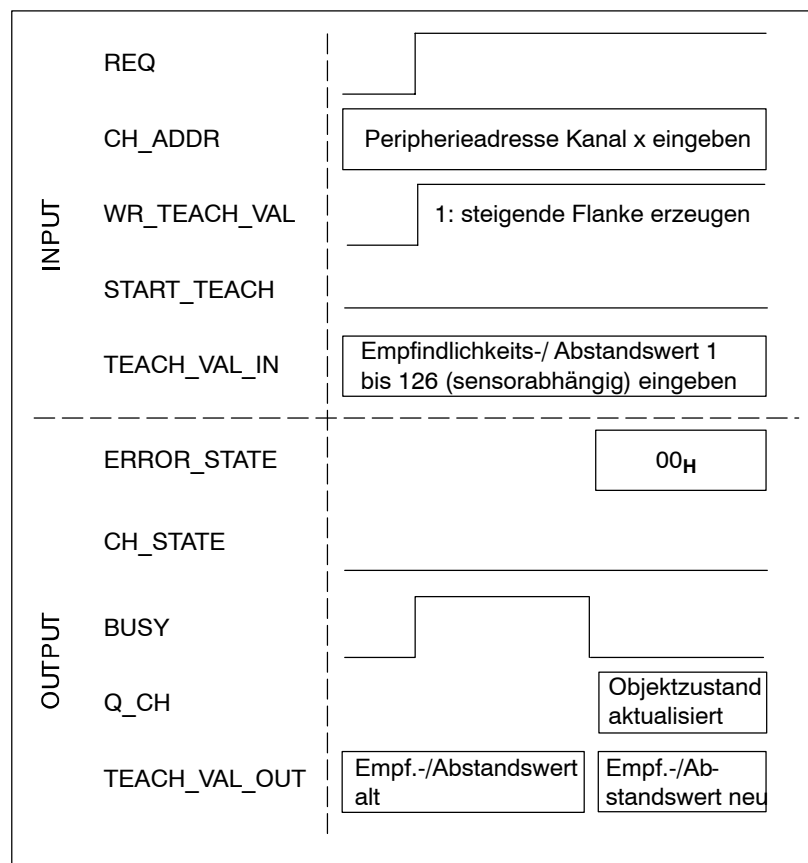 REQ
CH_ADDR
Peripherieadresse Kanal x eingeben
WR_TEACH_VAL
1: steigende Flanke erzeugen
START_TEACH
TEACH_VAL_IN
Empfindlichkeits-/ Abstandswert 1
bis 126 (sensorabhängig) eingeben
INPUT
ERROR_STATE
00H
CH_STATE
BUSY
Q_CH
Objektzustand
aktualisiert
TEACH_VAL_OUT
Empf.-/Abstandswert
alt
Empf.-/Ab-
standswert neu
OUTPUT